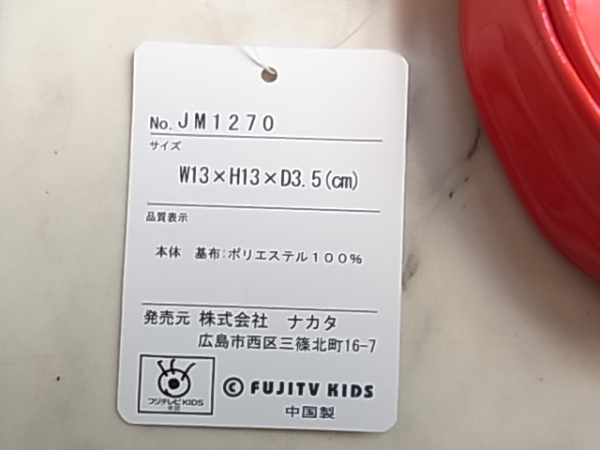 No. JM1270
サイズ
W13×H13×D3.5(cm)
品質表示
本体 基布:ポリエステル100%
発売元 株式会社 ナカタ
広島市西区三篠北町16-7
フジテレビKIDS
承認
© FUJITV KIDS
中国製